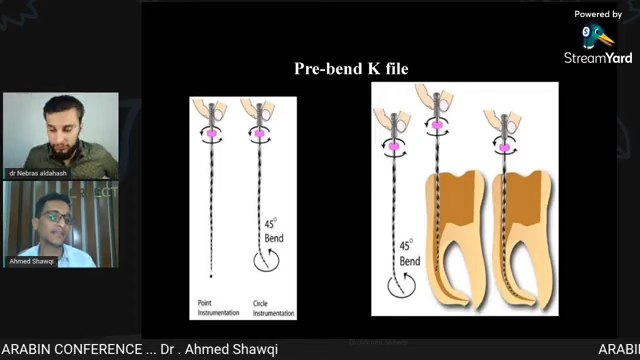 Powered by
StreamYard
Pre-bend K file
dr Nebras aldahash
Ahmed Shawqi
45°
Bend
Point
Instrumentation
Circle
Instrumentation
45°
Bend
ARABIN CONFERENCE ... Dr . Ahmed Shawqi
ARAB